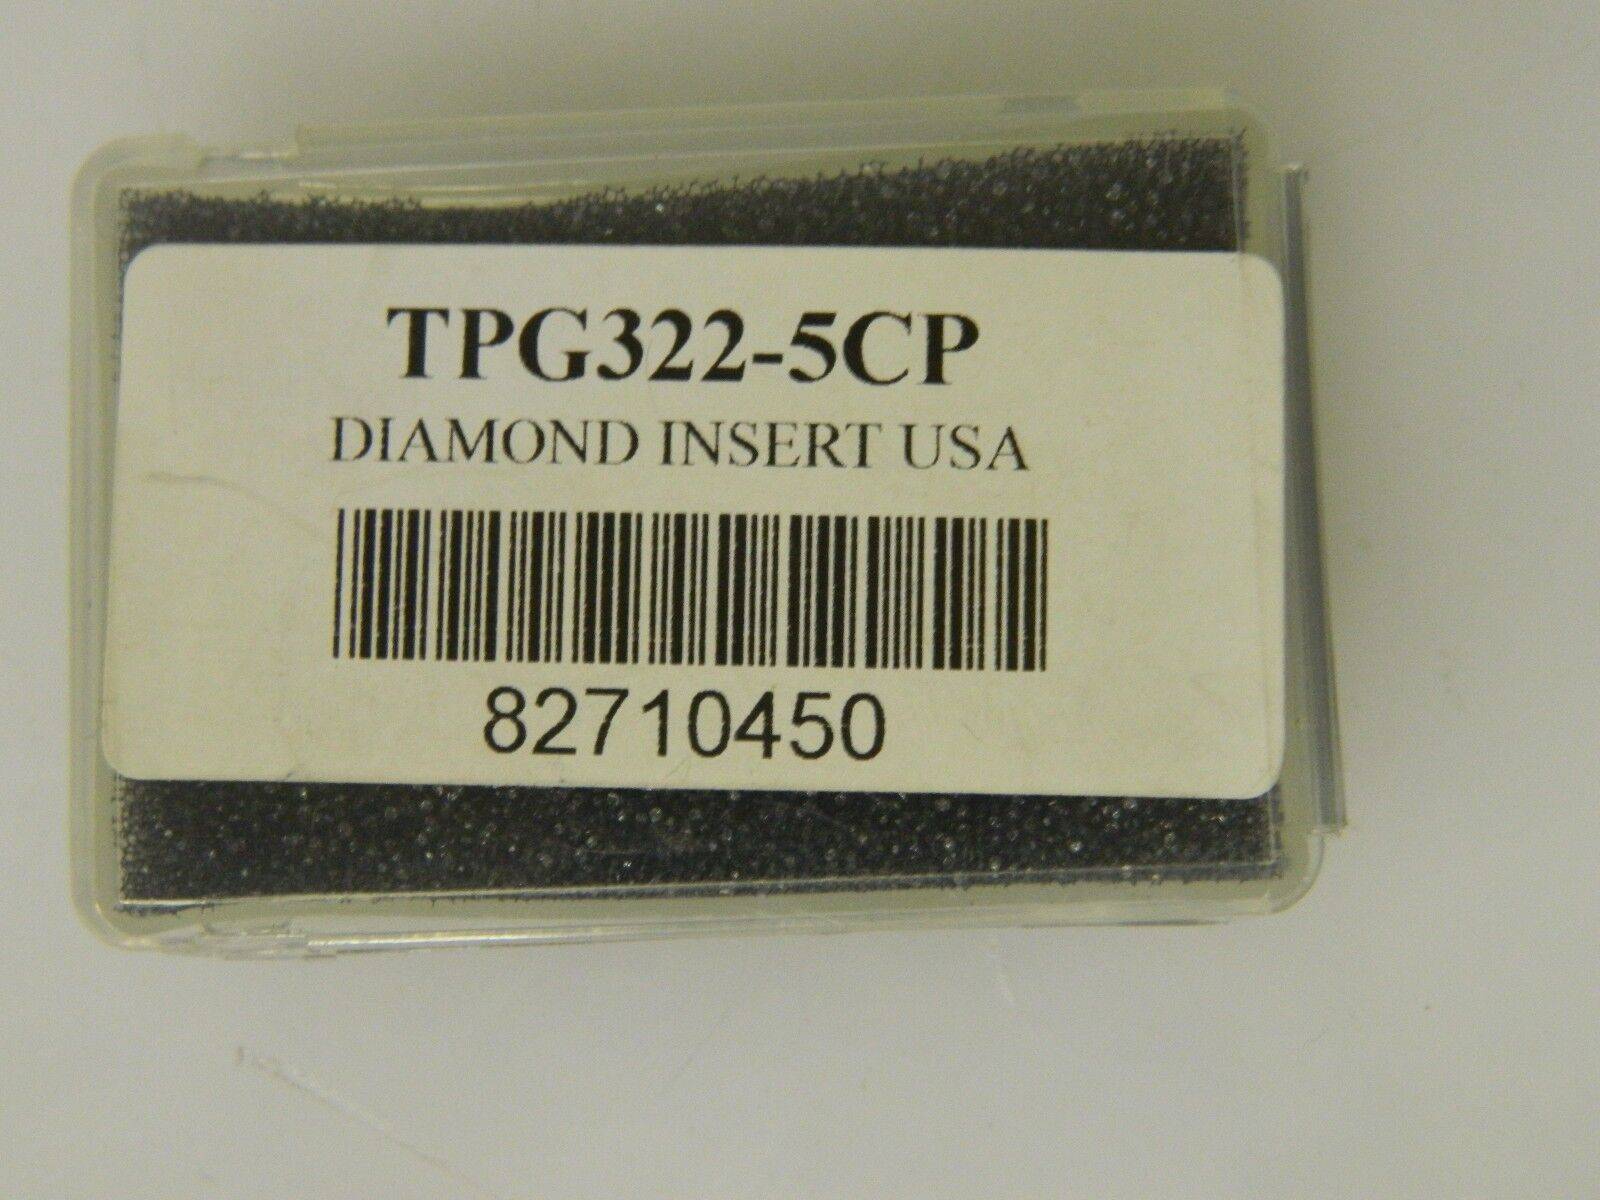 TPG322-5CP
DIAMOND INSERT USA
82710450